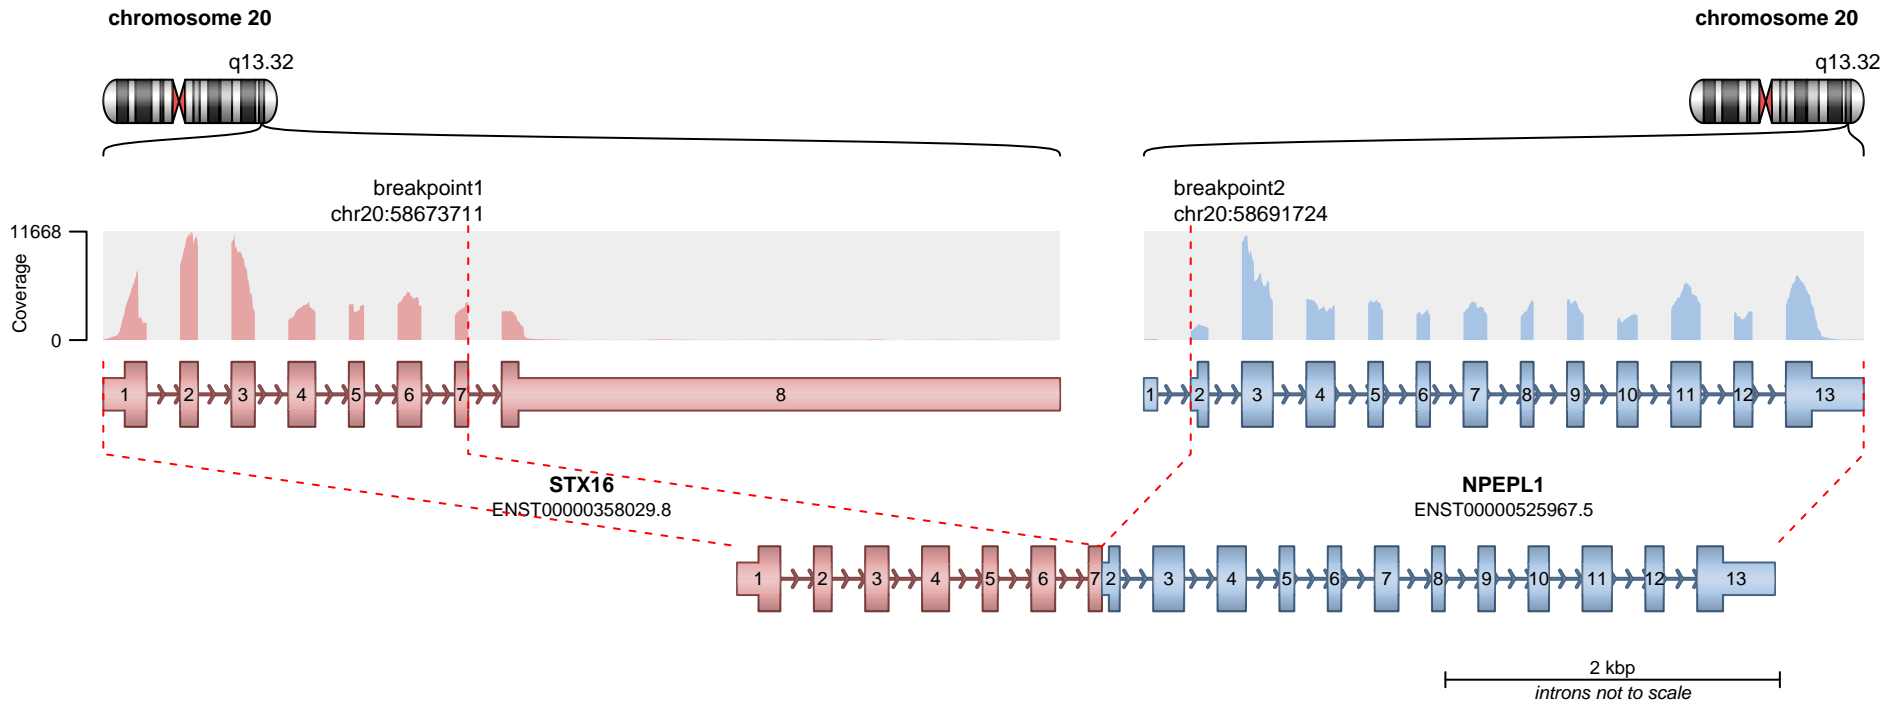 chromosome 20
chromosome 20
q13.32
q13.32
breakpoint1
chr20:58673711
breakpoint2
chr20:58691724
11668
Coverage
0
1 2 3 4 5 6 7 8
1 2 3 4 5 6 7 8 9 10 11 12 13
STX16
ENST00000358029.8
NPEPL1
ENST00000525967.5
1 2 3 4 5 6 7 2 3 4 5 6 7 8 9 10 11 12 13
2 kbp
introns not to scale